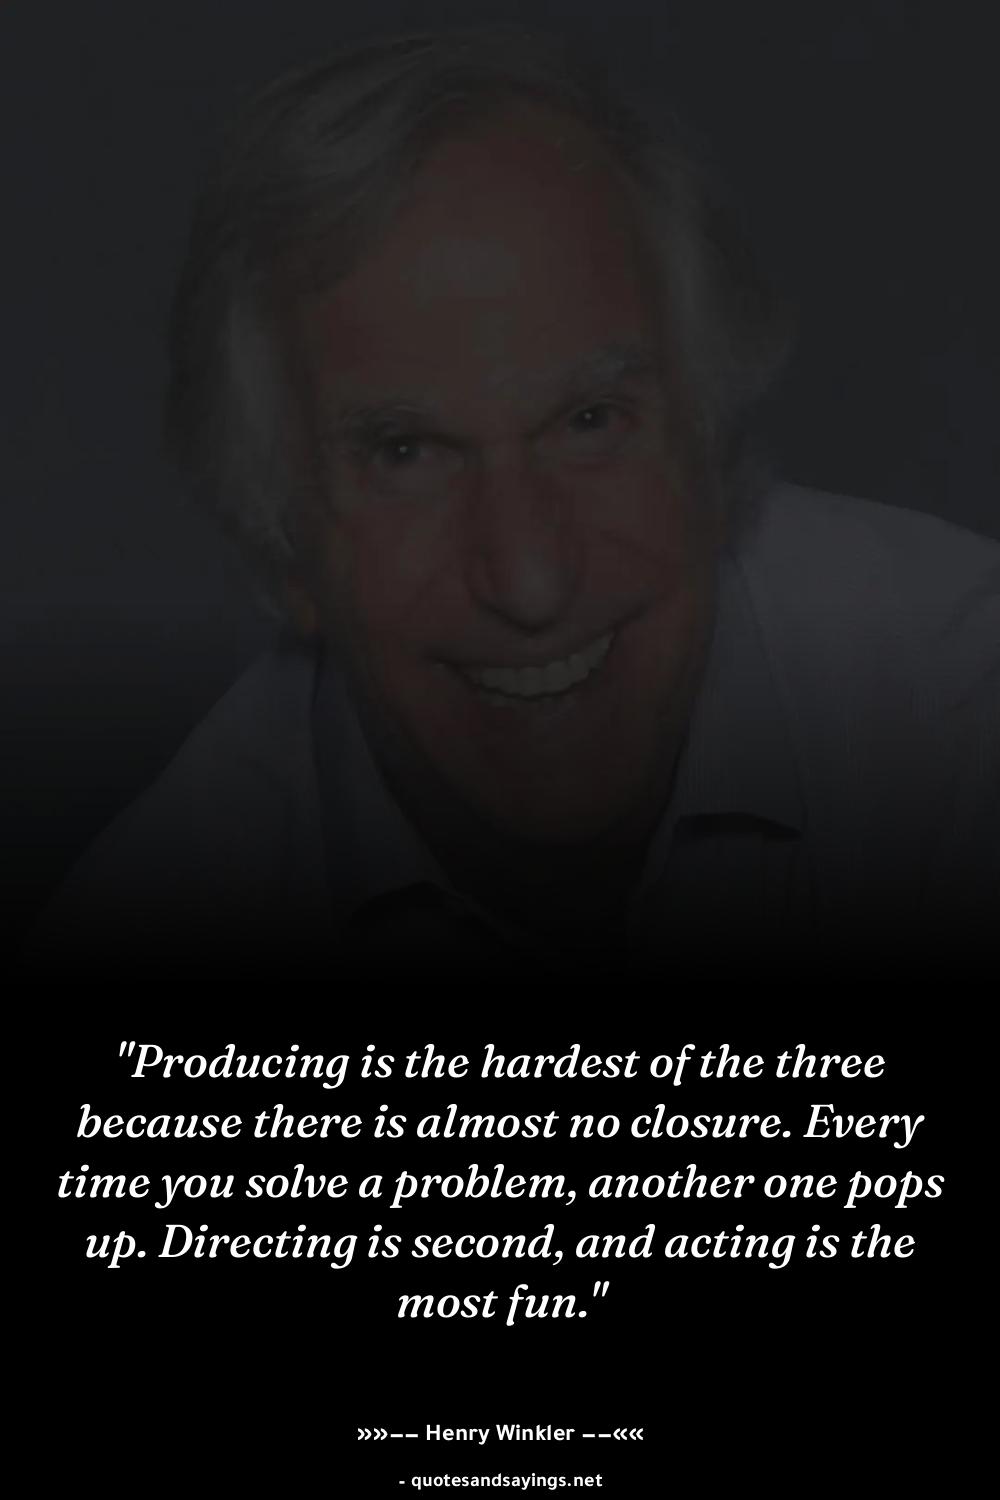 "Producing is the hardest of the three
because there is almost no closure. Every
time you solve a problem, another one pops
up. Directing is second, and acting is the
most fun."
»»−− Henry Winkler −−««
- quotesandsayings.net